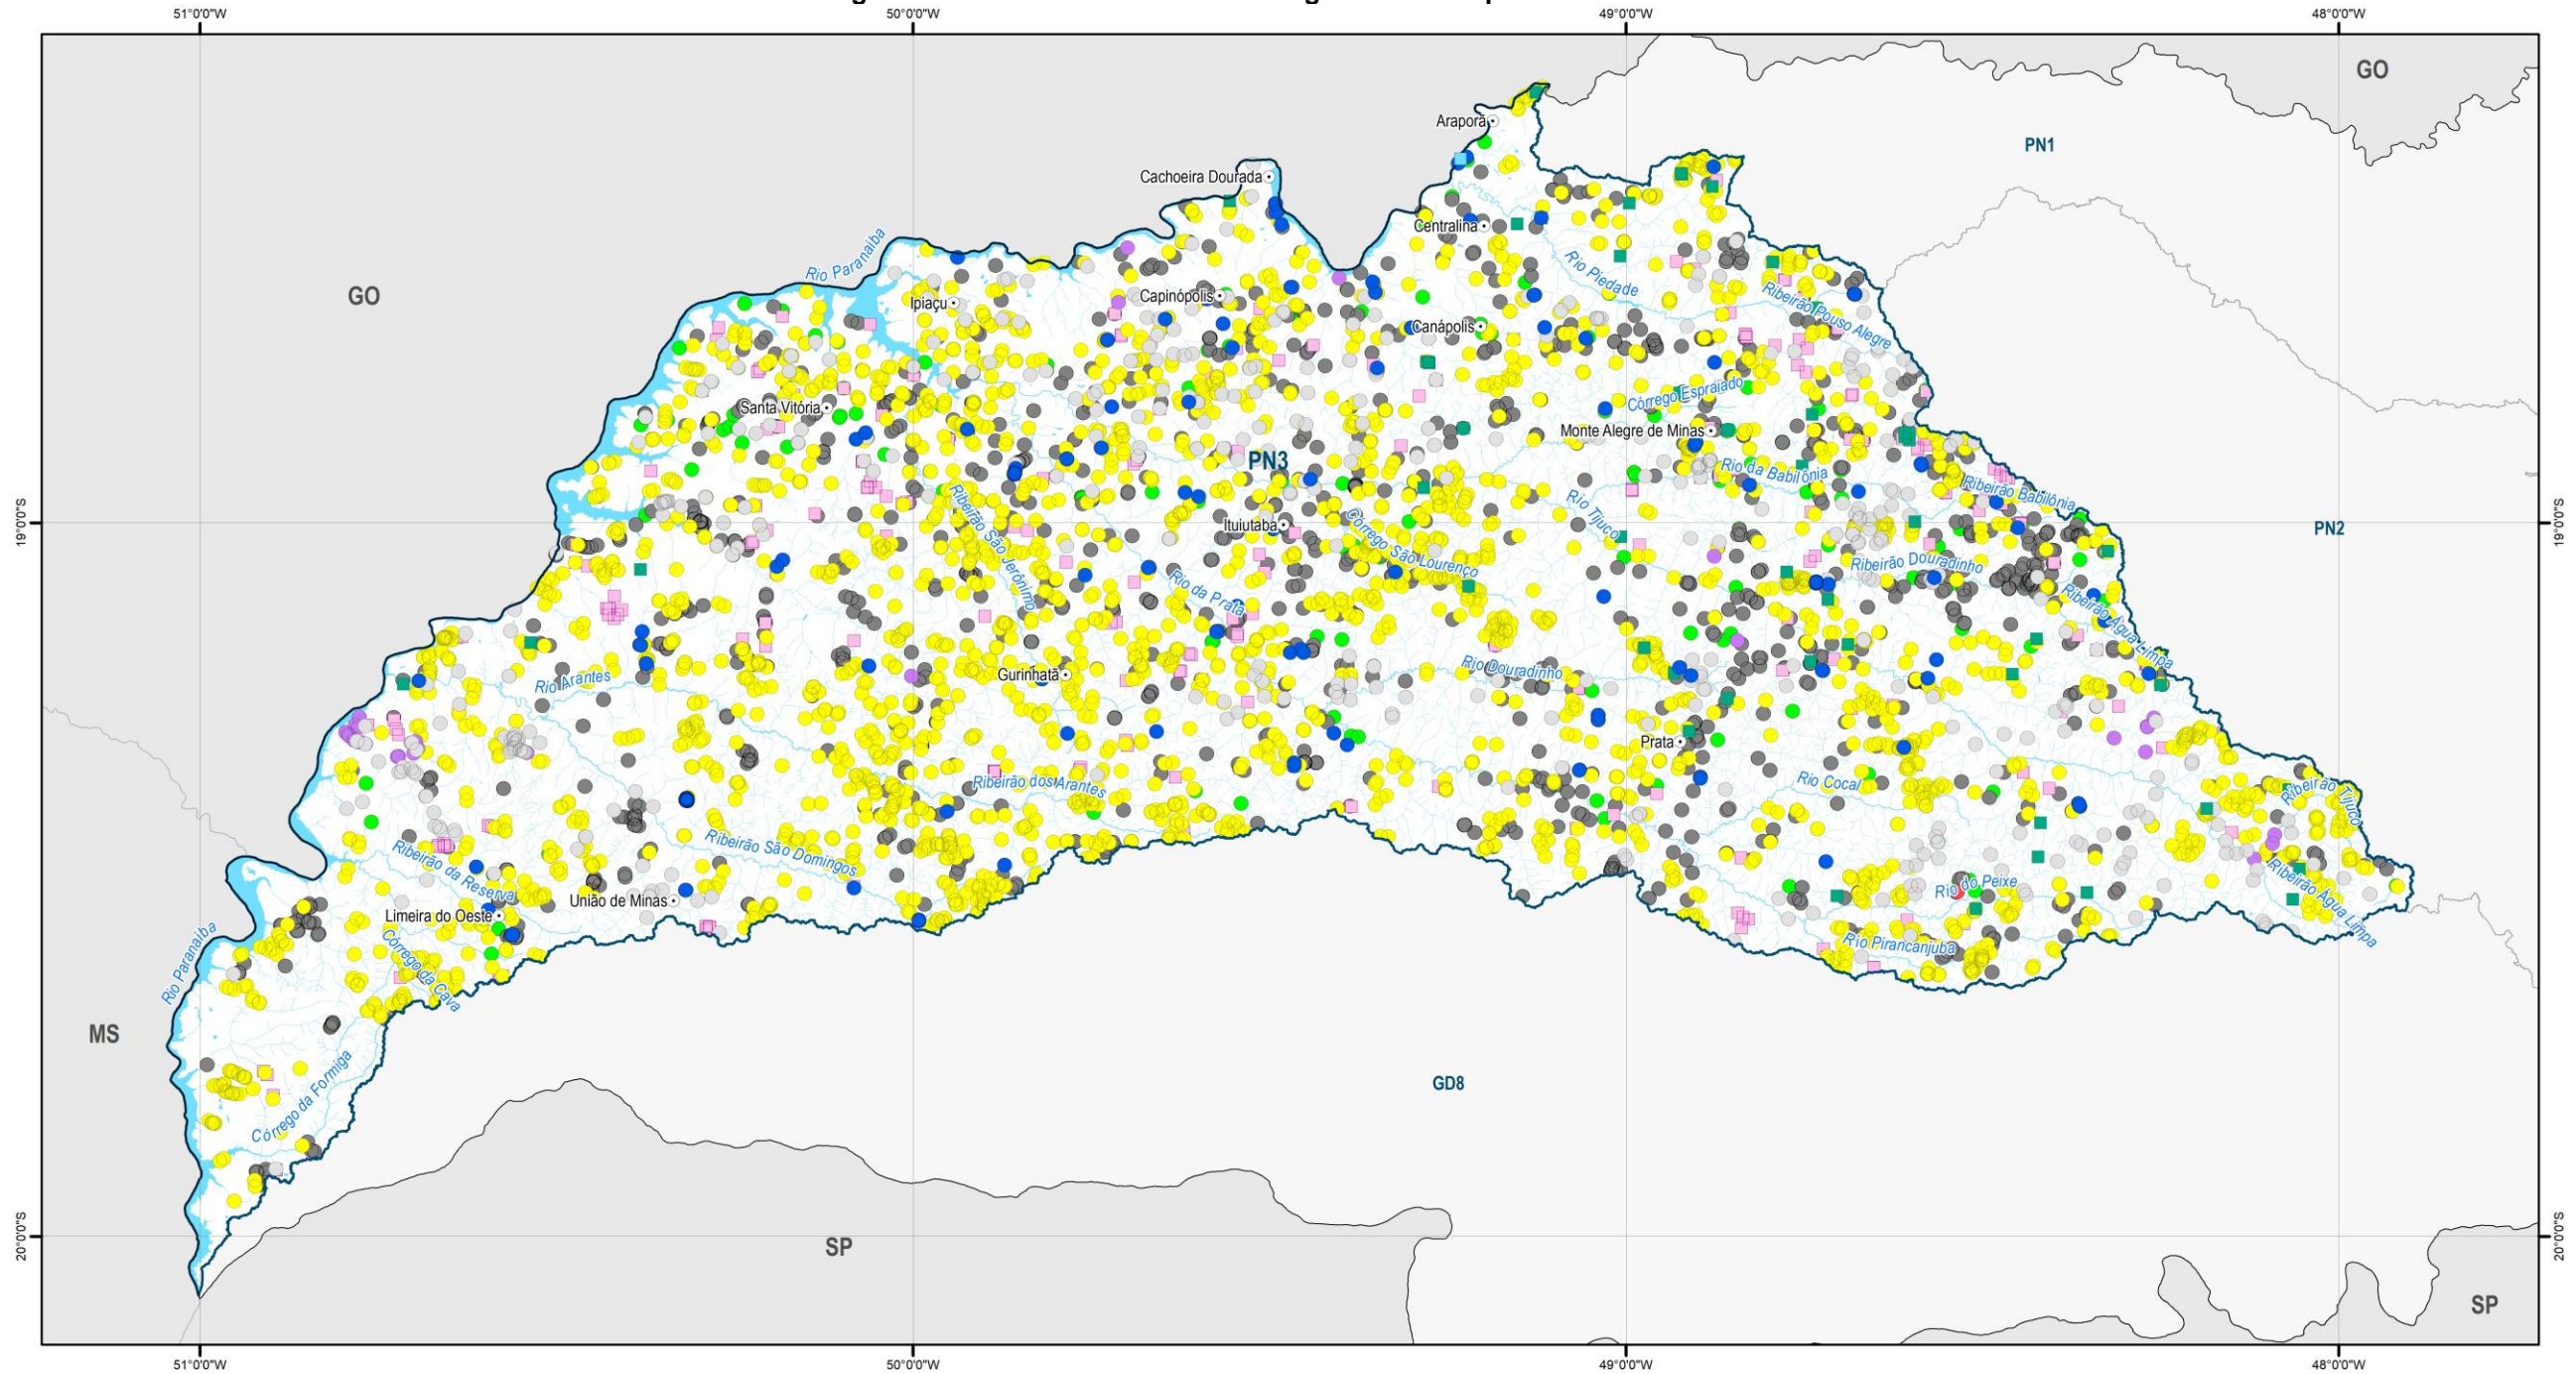 51°0'0"W
50°0'0"W
49°0'0"W
48°0'0"W
GO
Araporã
PN1
Cachoeira Dourada
Centralina
Rio Paranaíba
Rio Piedade
GO
Ipiaçu
Capinópolis
Ribeirão Pouso Alegre
Canápolis
Córrego Espraiado
Santa Vitória
Monte Alegre de Minas
PN3
Rio da Babilônia
Ribeirão Babilônia
Ribeirão São Jerônimo
Rio Tijuco
19°0'0"S
Ituiutaba
Córrego São Lourenço
PN2
19°0'0"S
Ribeirão Douradinho
Rio da Prata
Ribeirão Água Limpa
Rio Arantes
Gurinhatã
Rio Douradinho
Prata
Ribeirão dos Arantes
Rio Cocal
Ribeirão Tijuco
Ribeirão da Reserva
Ribeirão São Domingos
União de Minas
Rio do Peixe
Ribeirão Água Limpa
Limeira do Oeste
Rio Paranaíba
Córrego da Cava
Rio Pirancanjuba
MS
Córrego da Formiga
GD8
20°0'0"S
SP
20°0'0"S
SP
51°0'0"W
50°0'0"W
49°0'0"W
48°0'0"W